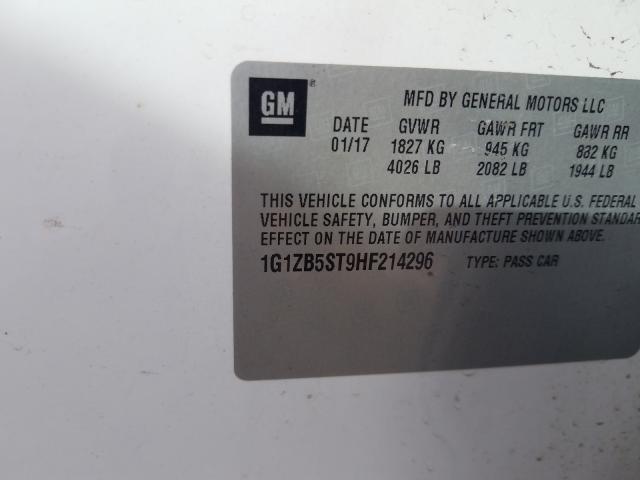 GM®
MFD BY GENERAL MOTORS LLC
DATE GVWR GAWR FRT GAWR RR
01/17 1827 KG 945 KG 882 KG
4026 LB 2082 LB 1944 LB
THIS VEHICLE CONFORMS TO ALL APPLICABLE U.S. FEDERAL
VEHICLE SAFETY, BUMPER, AND THEFT PREVENTION STANDAR
EFFECT ON THE DATE OF MANUFACTURE SHOWN ABOVE.
1G1ZB5ST9HF214296 TYPE: PASS CAR